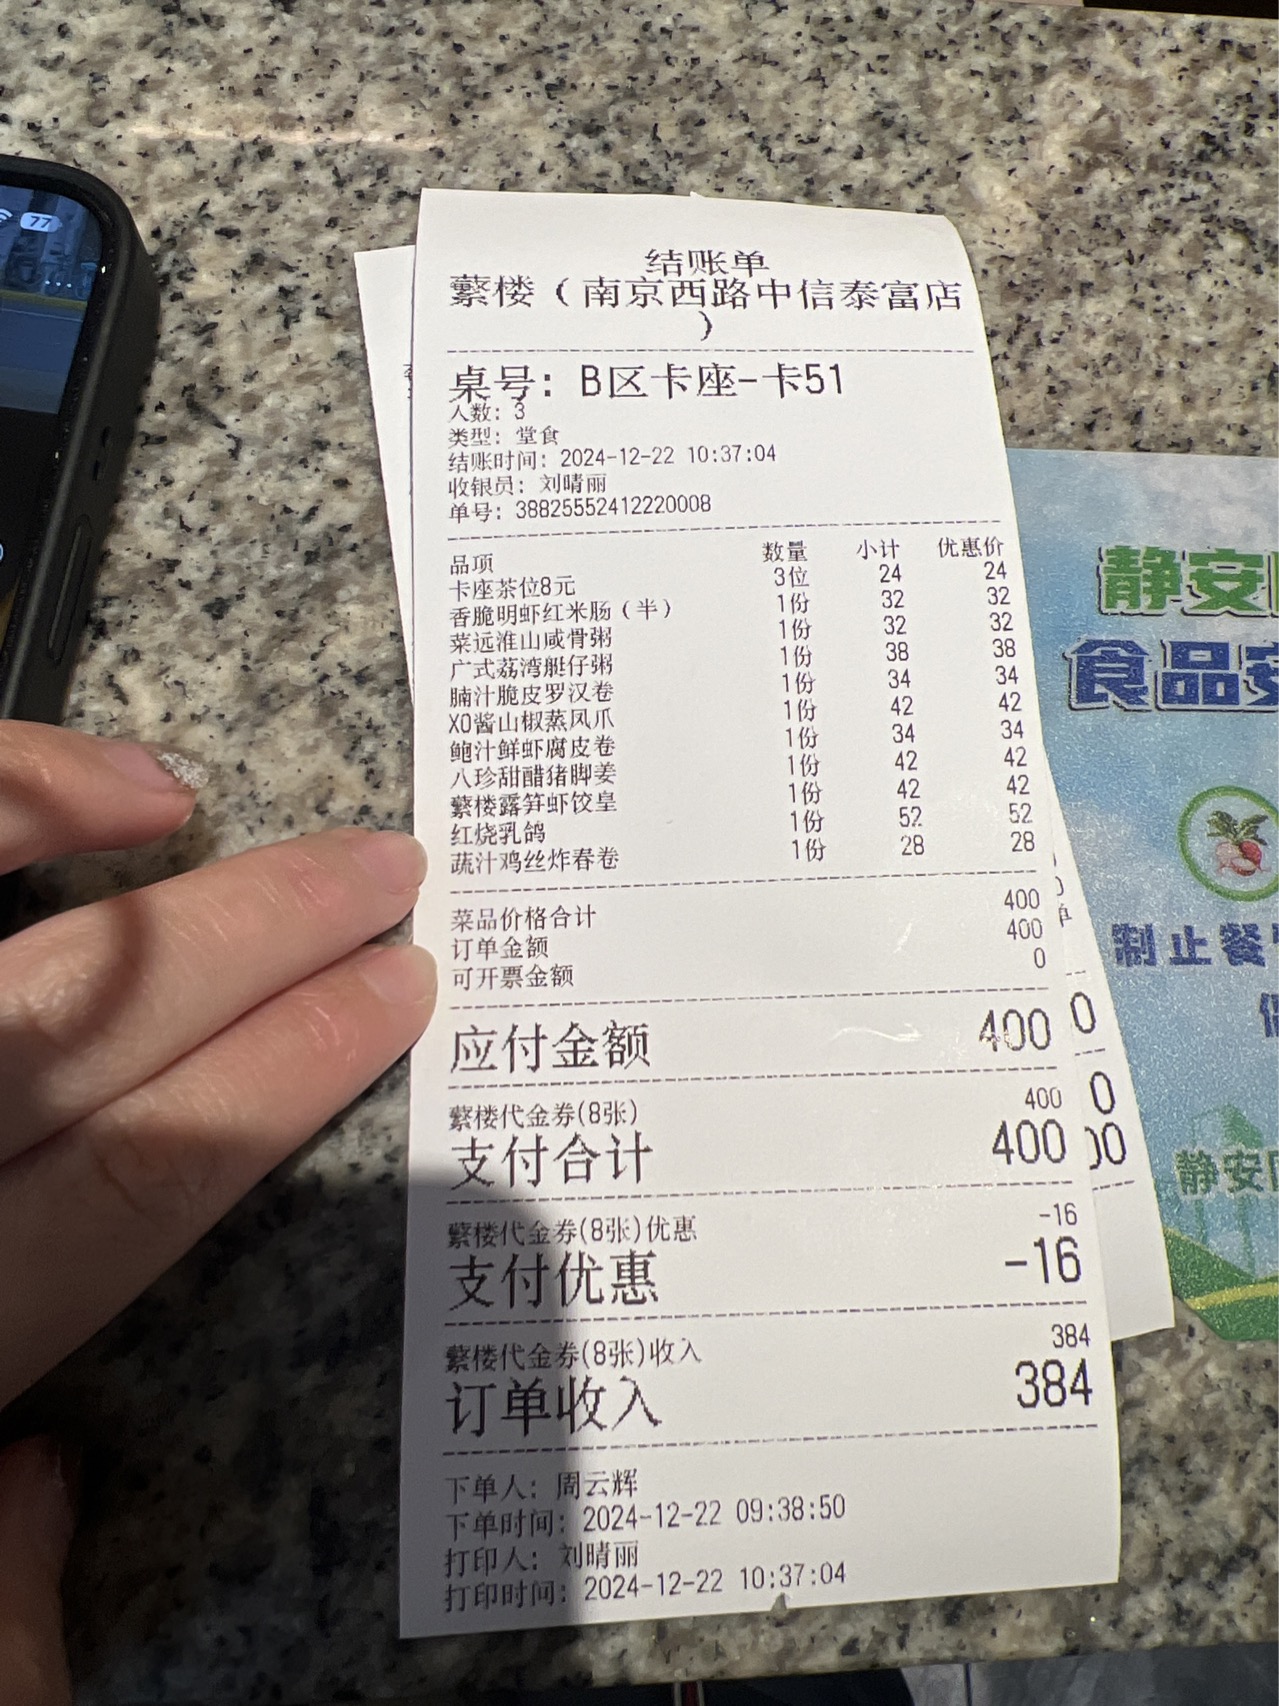 77
结账单
蘩楼（南京西路中信泰富店
）
桌号：B区卡座-卡51
人数：3
类型：堂食
结账时间：2024-12-22 10:37:04
收银员：刘晴丽
单号：38825552412220008
品项 数量 小计 优惠价
卡座茶位8元 3位 24 24
香脆明虾红米肠（半） 1份 32 32
菜远淮山咸骨粥 1份 32 32
广式荔湾艇仔粥 1份 38 38
腩汁脆皮罗汉卷 1份 34 34
XO酱山椒蒸凤爪 1份 42 42
鲍汁鲜虾腐皮卷 1份 34 34
八珍甜醋猪脚姜 1份 42 42
蘩楼露笋虾饺皇 1份 42 42
红烧乳鸽 1份 52 52
蔬汁鸡丝炸春卷 1份 28 28
菜品价格合计 400
订单金额 400
可开票金额 0
应付金额 400
蘩楼代金券(8张) 400
支付合计 400
蘩楼代金券(8张)优惠 -16
支付优惠 -16
蘩楼代金券(8张)收入 384
订单收入 384
下单人：周云辉
下单时间：2024-12-22 09:38:50
打印人：刘晴丽
打印时间：2024-12-22 10:37:04
单
0
0
00
静安
食品安
制止餐
静安